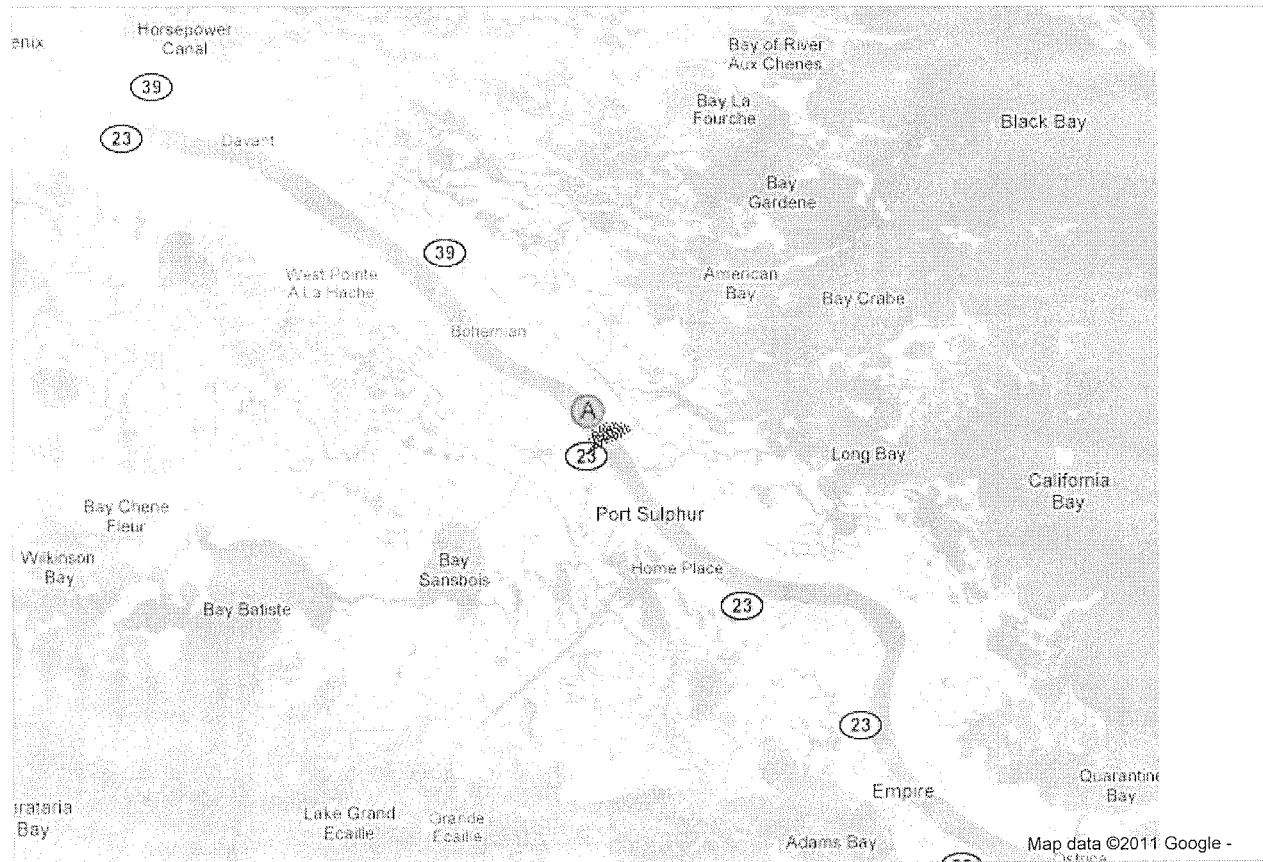 enix
Horsepower
Canal
Bay of River
Aux Chenes
39
Bay La
Fourche
Black Bay
23
Davant
Bay
Gardene
39
West Pointe
A La Hache
American
Bay
Bay Crabe
Bohemian
A
23
Long Bay
California
Bay
Bay Chene
Fleur
Port Sulphur
Wilkinson
Bay
Bay
Sansbois
Home Place
Bay Batiste
23
23
Quarantine
Bay
Empire
irataria
Bay
Lake Grand
Ecaille
Grande
Ecaille
Adams Bay
Map data ©2011 Google -